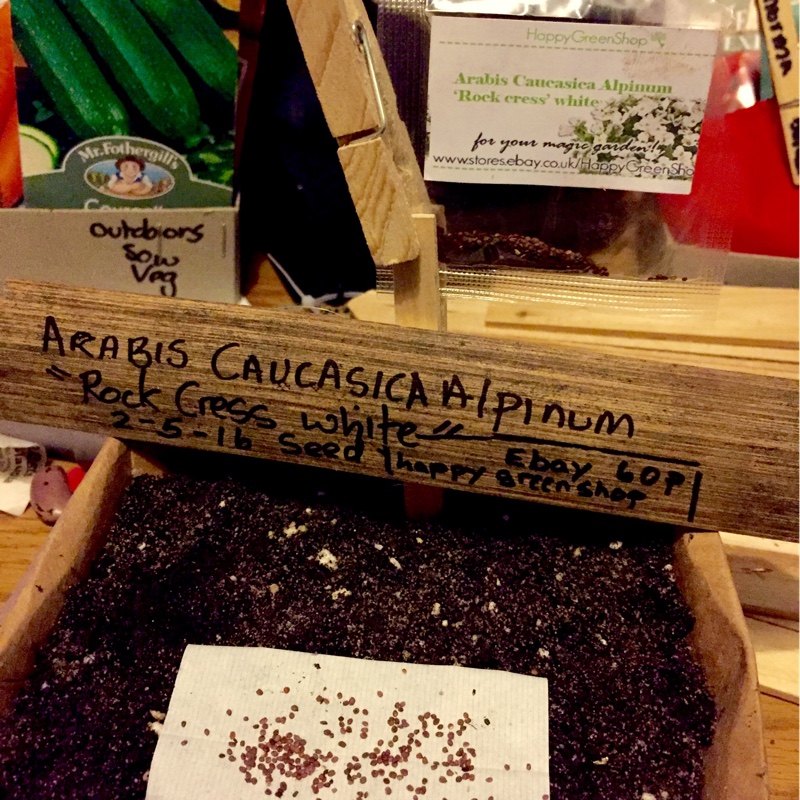 HappyGreenShop
Arabis Caucasica Alpinum
'Rock cress' white
for your magic garden!
www.stores.ebay.co.uk/HappyGreenSho
Mr.Fothergill's
Outdoors
Sow
Veg
ARABIS CAUCASICA Alpinum
"Rock Cress white"
2-5-16 Seed Ebay 60P
happy green shop